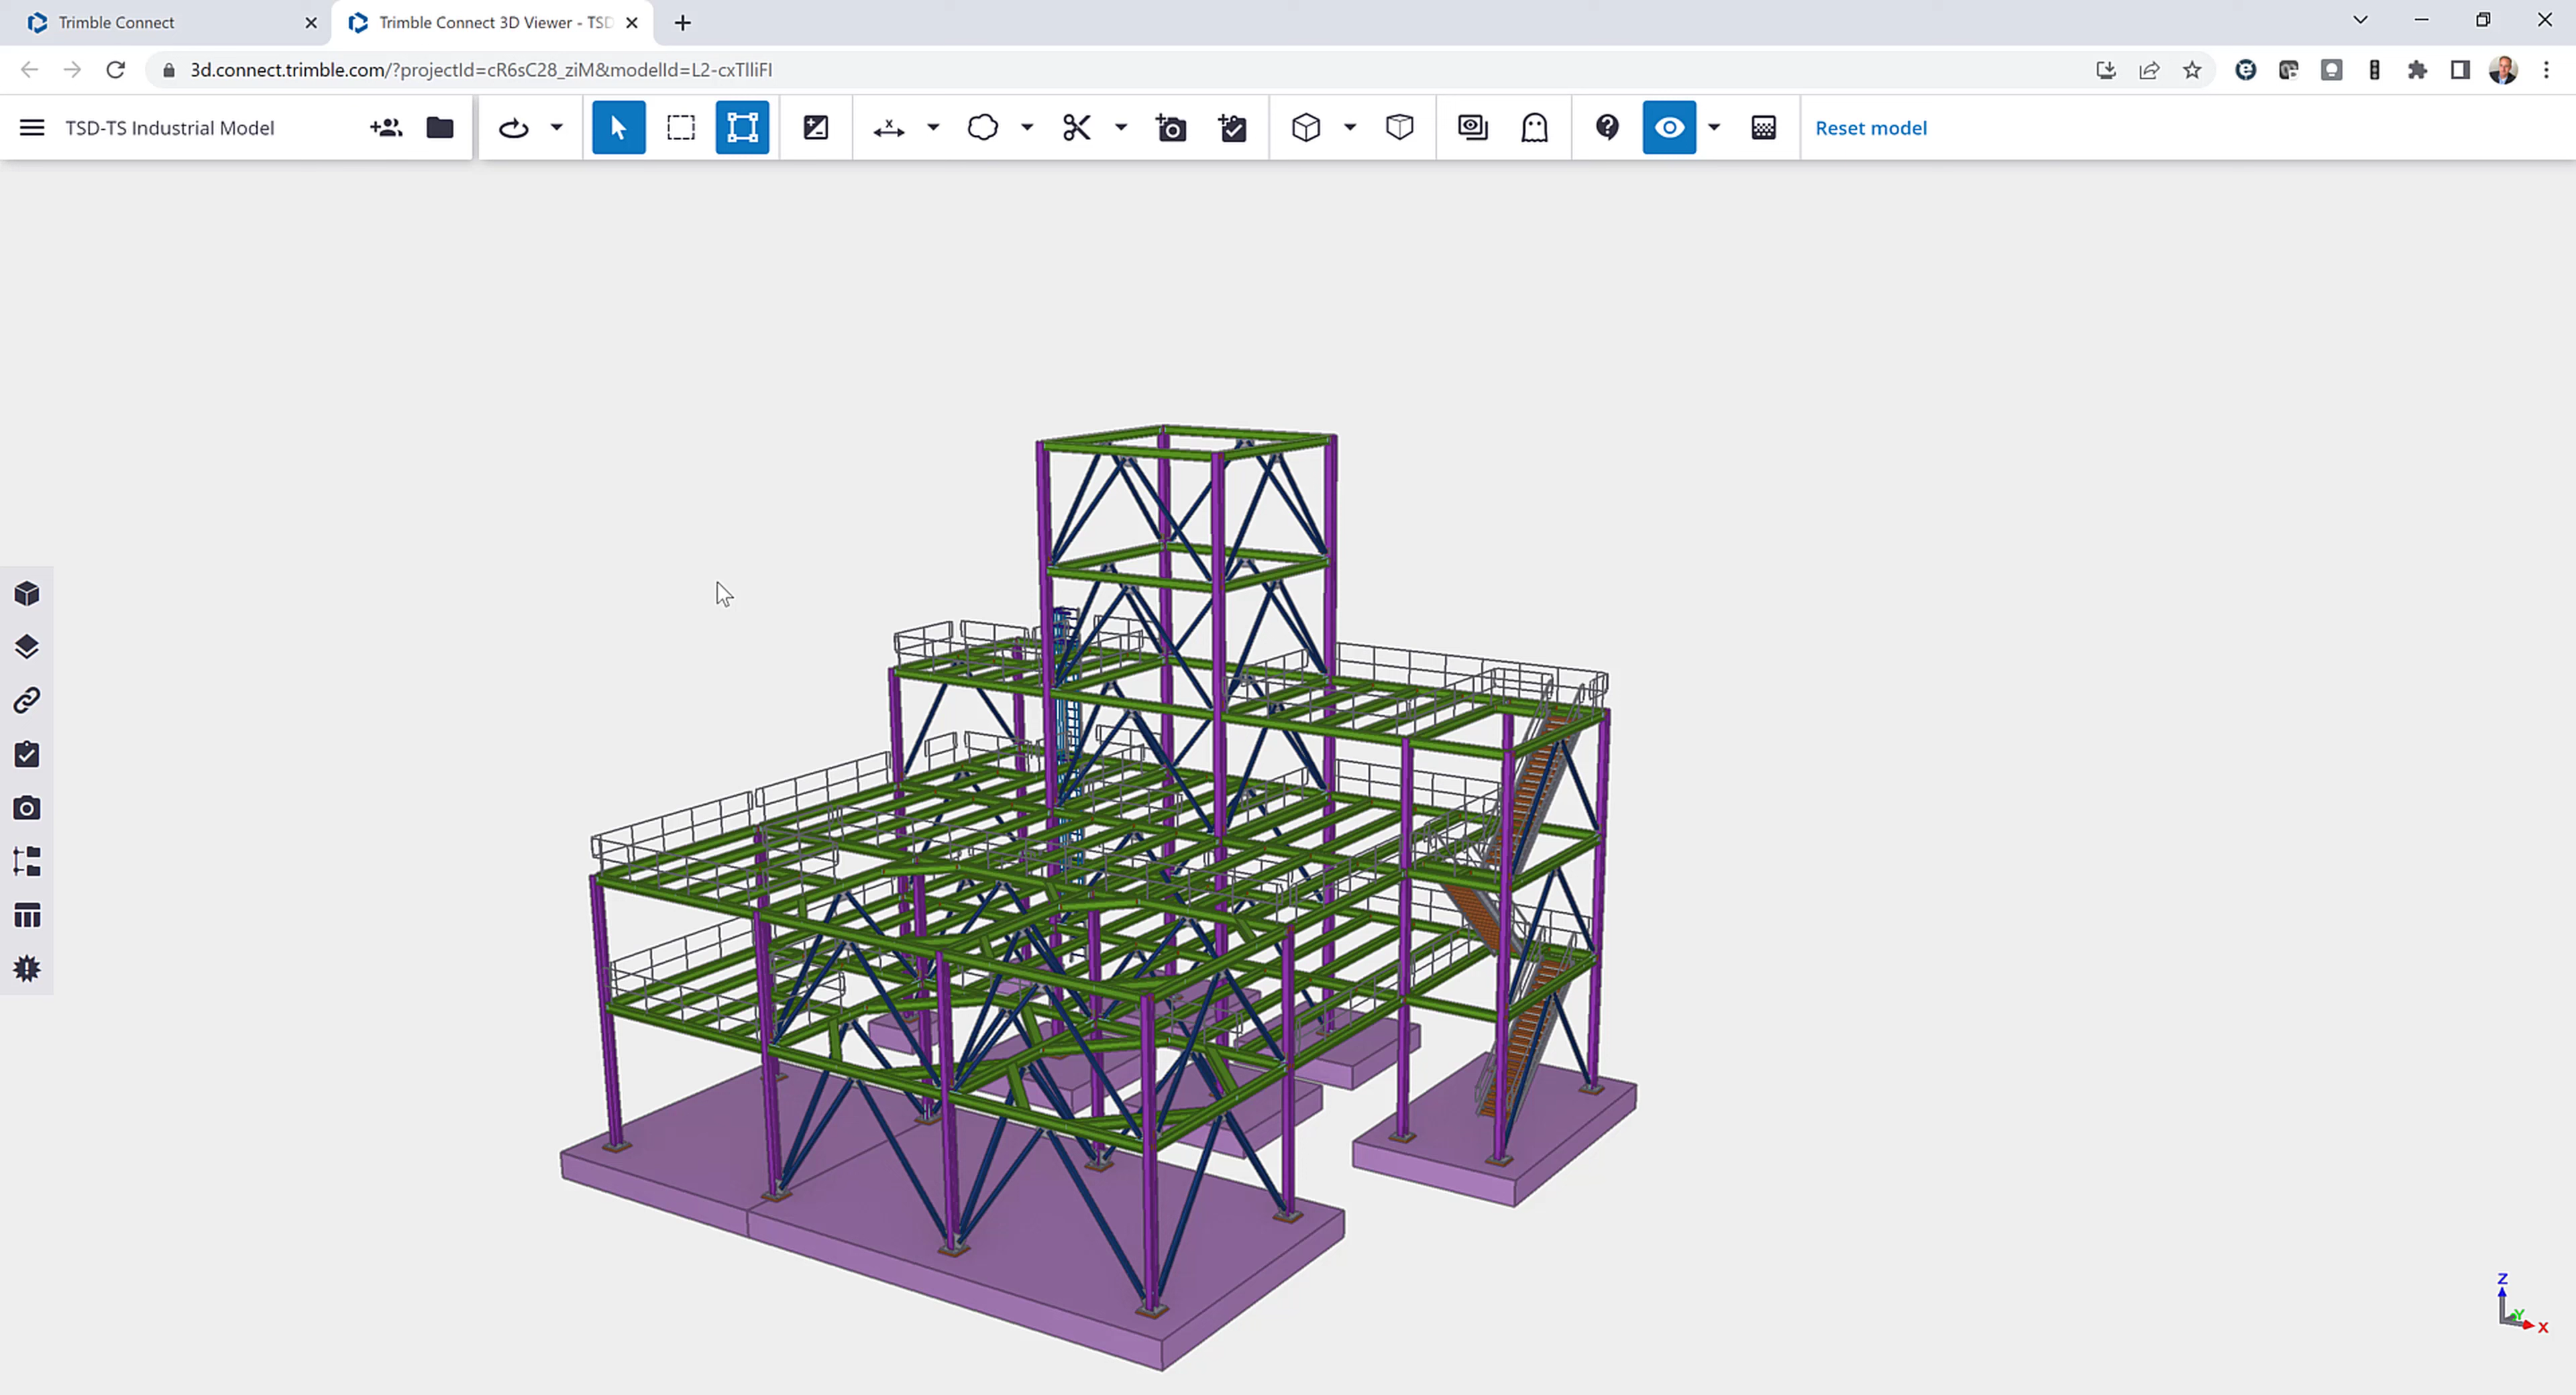 Trimble Connect
Trimble Connect 3D Viewer - TSD
3d.connect.trimble.com/?projectId=cR6sC28_ziM&modelId=L2-cxTlliFI
TSD-TS Industrial Model
X
Reset model
Z
Y
X